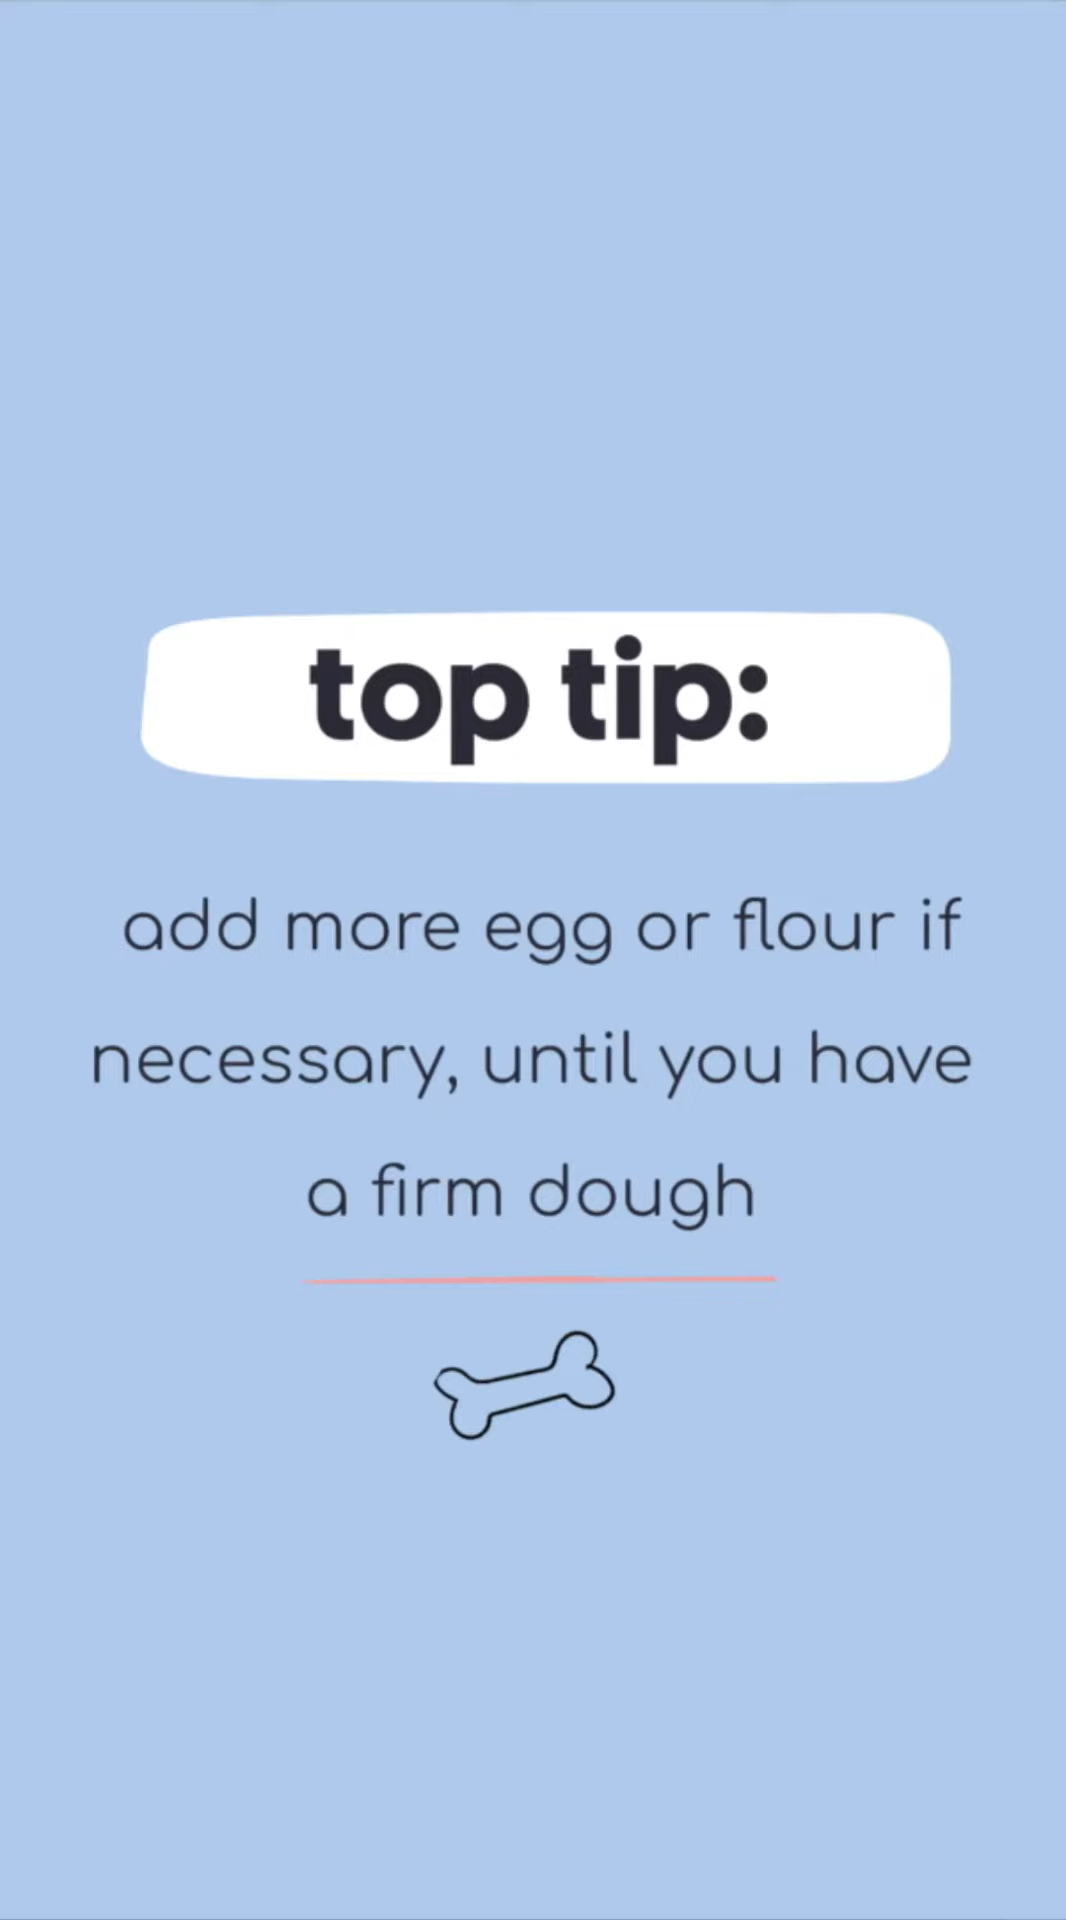 top tip:
add more egg or flour if
necessary, until you have
a firm dough